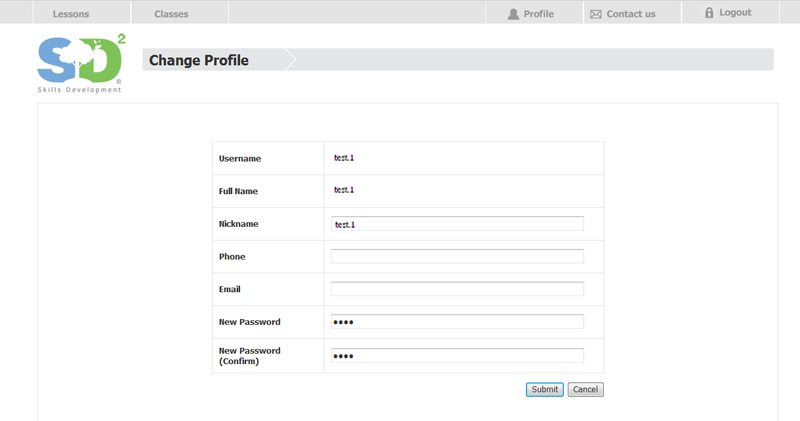 Lessons Classes Profile Contact us Logout
SD2
©
Skills Development
Change Profile
Username test.1
Full Name test.1
Nickname test.1
Phone
Email
New Password ••••
New Password
(Confirm) ••••
Submit Cancel